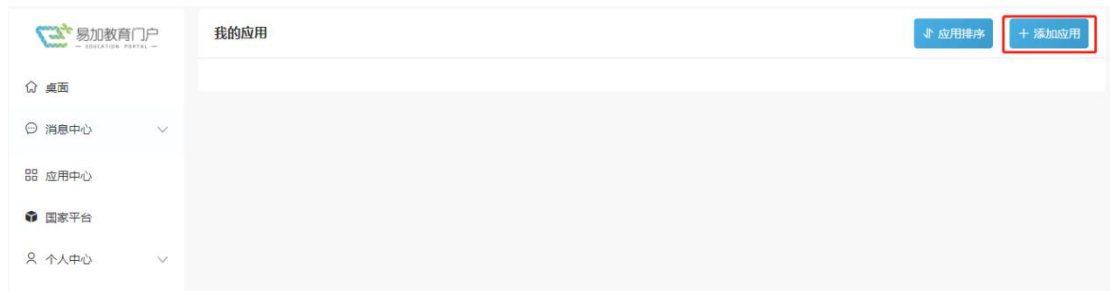 易加教育门户
— EDUCATION PORTAL —
我的应用
应用排序
+ 添加应用
桌面
消息中心
应用中心
国家平台
个人中心